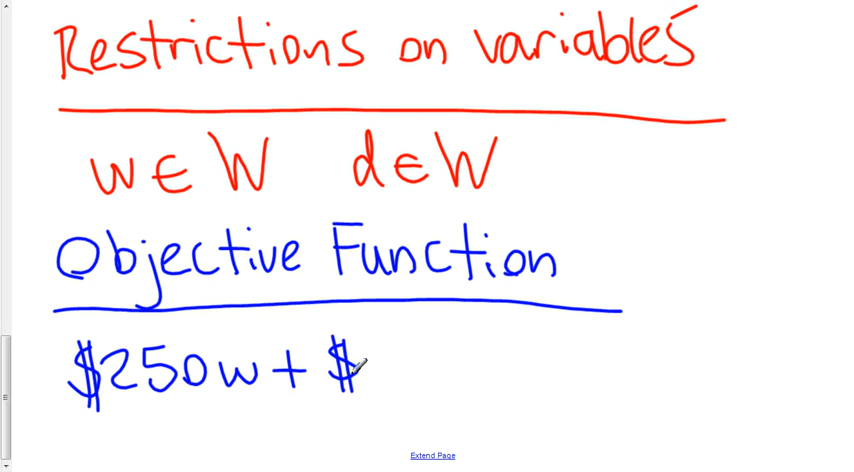 Restrictions on variables
w ∈ W d ∈ W
Objective Function
$250w + $
Extend Page